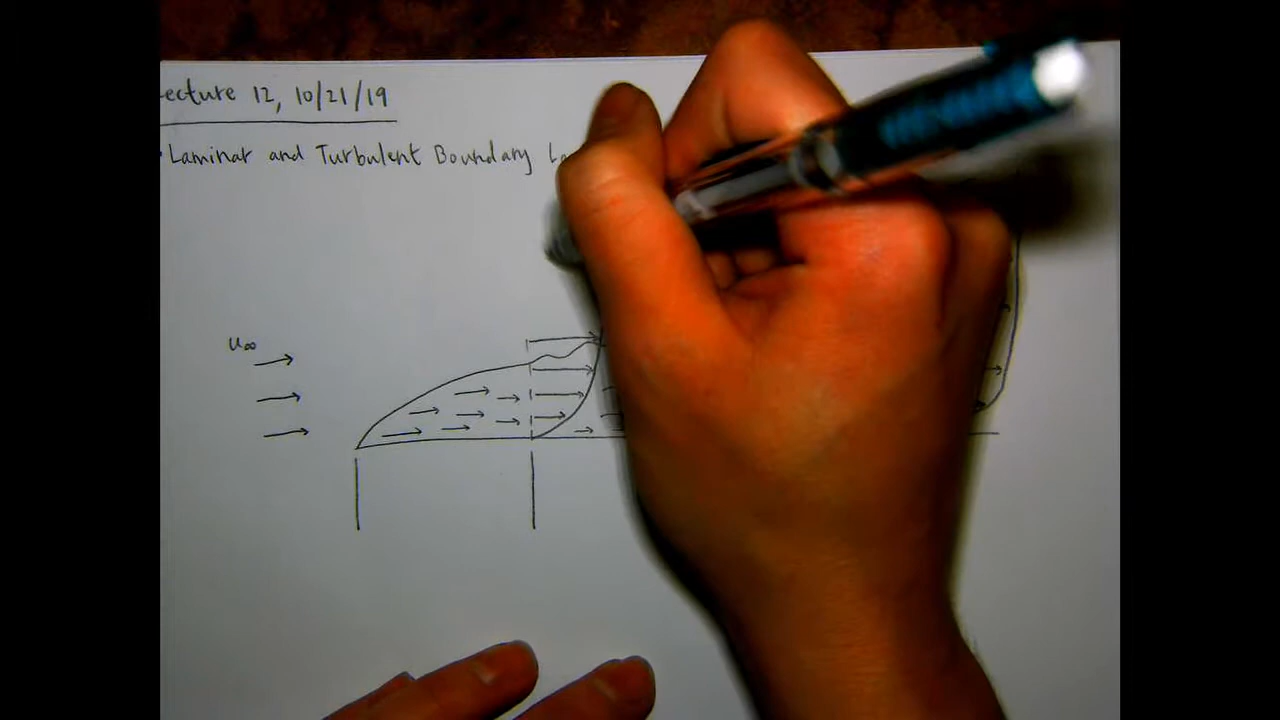 ecture 12, 10/21/19
• Laminar and Turbulent Boundary
u∞